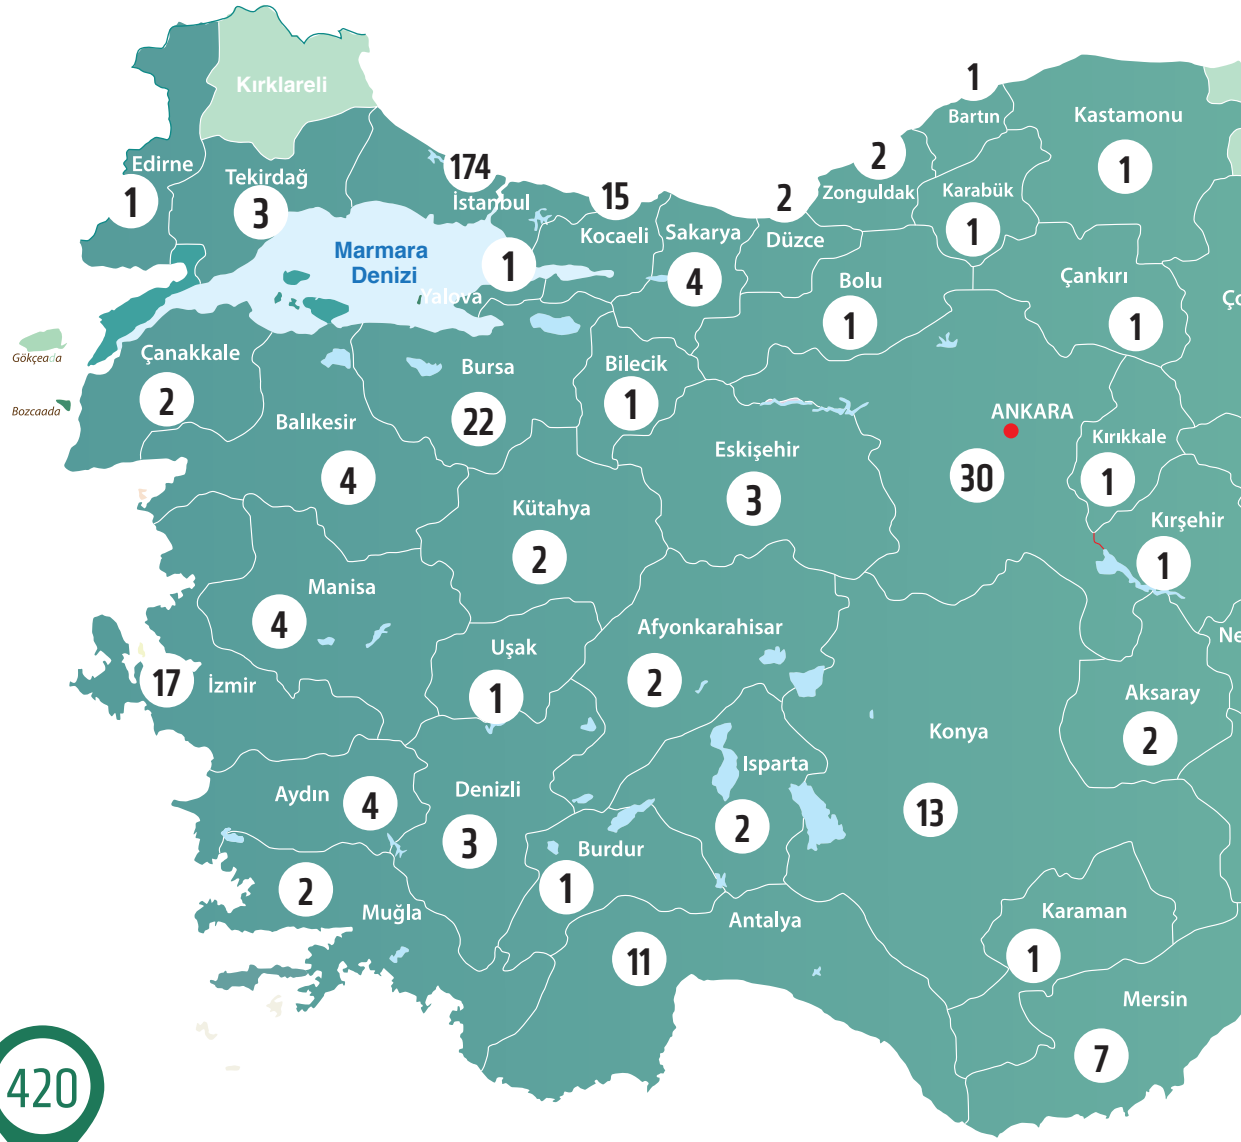 Kırklareli
1
Bartın
Kastamonu
1
Edirne
1
Tekirdağ
3
174
İstanbul
15
Kocaeli
Sakarya
4
2
Düzce
2
Zonguldak
Karabük
1
Marmara
Denizi
1
Yalova
Bolu
1
Çankırı
1
Ço
Gökçeada
Bozcaada
Çanakkale
2
Balıkesir
4
Bursa
22
Bilecik
1
Eskişehir
3
ANKARA
30
Kırıkkale
1
Kırşehir
1
Kütahya
2
Manisa
4
Uşak
1
Afyonkarahisar
2
Ne
17
İzmir
Aksaray
2
Konya
13
Isparta
2
Aydın
4
Denizli
3
Burdur
1
2
Muğla
Antalya
11
Karaman
1
Mersin
7
420